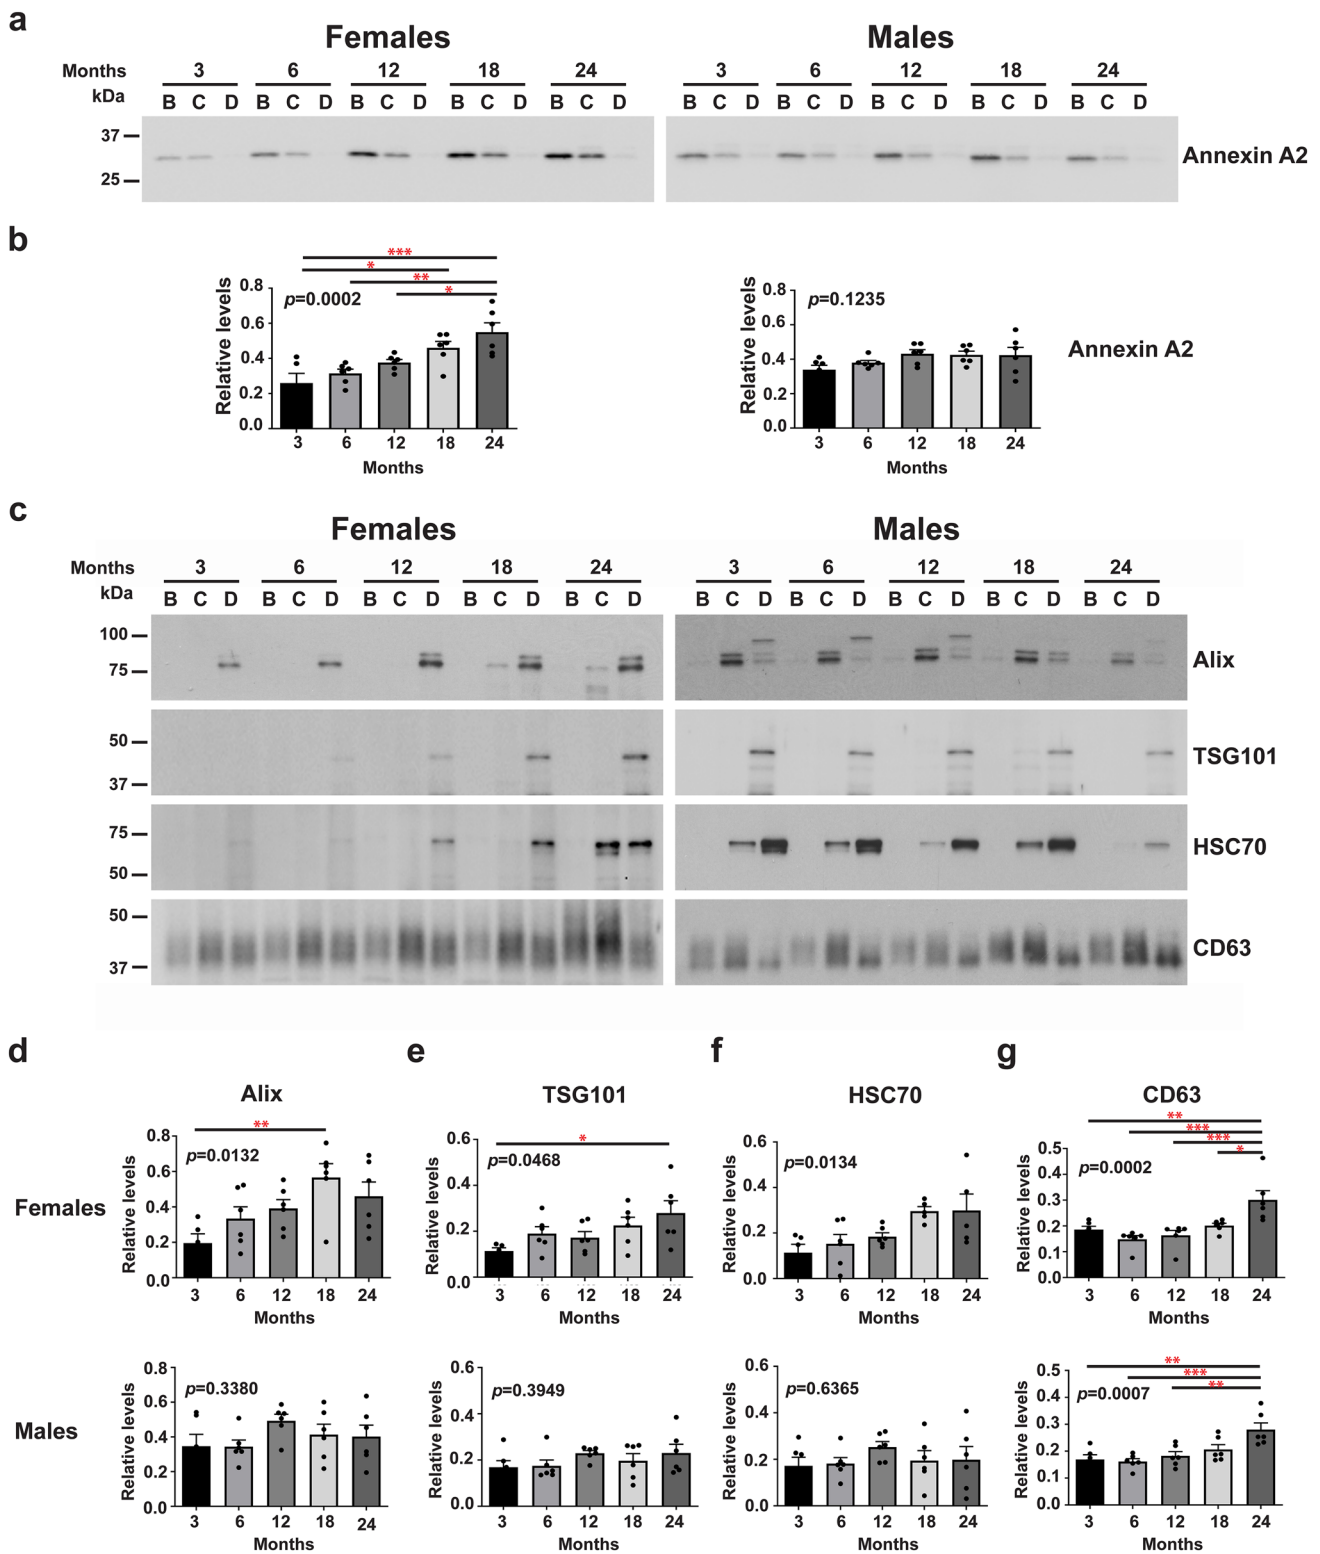 a
Females Males
Months 3 6 12 18 24 3 6 12 18 24
kDa B C D B C D B C D B C D B C D B C D B C D B C D B C D B C D
37
25
Annexin A2
b
***
*
**
*
p=0.0002
Relative levels
0.8
0.6
0.4
0.2
0.0
3 6 12 18 24
Months
p=0.1235
Relative levels
0.8
0.6
0.4
0.2
0.0
3 6 12 18 24
Months
Annexin A2
c
Females Males
Months 3 6 12 18 24 3 6 12 18 24
kDa B C D B C D B C D B C D B C D B C D B C D B C D B C D B C D
100
75
Alix
50
37
TSG101
75
50
HSC70
50
37
CD63
d e f g
Alix TSG101 HSC70 CD63
Females
**
p=0.0132
Relative levels
0.8
0.6
0.4
0.2
0.0
3 6 12 18 24
Months
*
p=0.0468
Relative levels
0.6
0.4
0.2
0.0
3 6 12 18 24
Months
p=0.0134
Relative levels
0.6
0.4
0.2
0.0
3 6 12 18 24
Months
**
***
***
*
p=0.0002
Relative levels
0.5
0.4
0.3
0.2
0.1
0.0
3 6 12 18 24
Months
Males
p=0.3380
Relative levels
0.8
0.6
0.4
0.2
0.0
3 6 12 18 24
Months
p=0.3949
Relative levels
0.6
0.4
0.2
0.0
3 6 12 18 24
Months
p=0.6365
Relative levels
0.6
0.4
0.2
0.0
3 6 12 18 24
Months
**
***
**
p=0.0007
Relative levels
0.5
0.4
0.3
0.2
0.1
0.0
3 6 12 18 24
Months